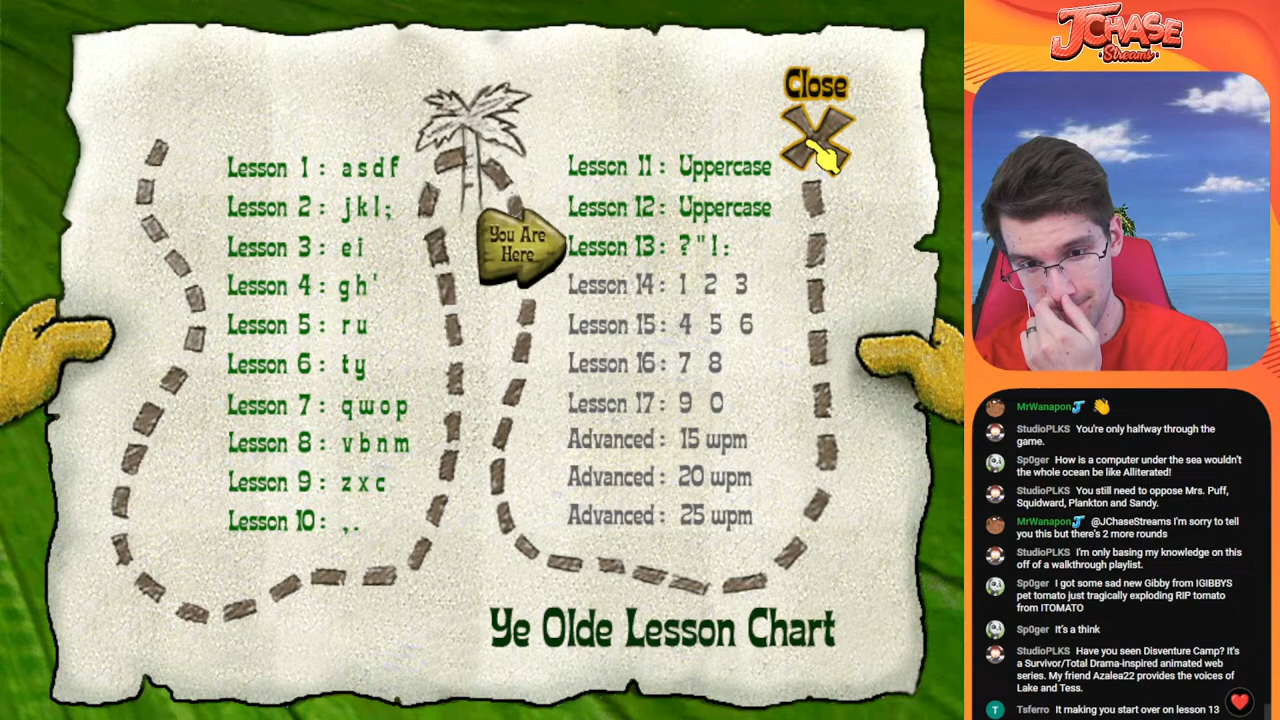 Close
Lesson 1 : a s d f
Lesson 2 : j k l ;
Lesson 3 : e i
Lesson 4 : g h '
Lesson 5 : r u
Lesson 6 : t y
Lesson 7 : q w o p
Lesson 8 : v b n m
Lesson 9 : z x c
Lesson 10 : , .
You Are
Here
Lesson 11 : Uppercase
Lesson 12 : Uppercase
Lesson 13 : ? " ! :
Lesson 14 : 1 2 3
Lesson 15 : 4 5 6
Lesson 16 : 7 8
Lesson 17 : 9 0
Advanced : 15 wpm
Advanced : 20 wpm
Advanced : 25 wpm
Ye Olde Lesson Chart
JCHASE
Streams
MrWanapon
StudioPLKS You're only halfway through the
game.
Sp0ger How is a computer under the sea wouldn't
the whole ocean be like Alliterated!
StudioPLKS You still need to oppose Mrs. Puff,
Squidward, Plankton and Sandy.
MrWanapon @JChaseStreams I'm sorry to tell
you this but there's 2 more rounds
StudioPLKS I'm only basing my knowledge on this
off of a walkthrough playlist.
Sp0ger I got some sad new Gibby from IGIBBYS
pet tomato just tragically exploding RIP tomato
from ITOMATO
Sp0ger It's a think
StudioPLKS Have you seen Disventure Camp? It's
a Survivor/Total Drama-inspired animated web
series. My friend Azalea22 provides the voices of
Lake and Tess.
T Tsferro It making you start over on lesson 13